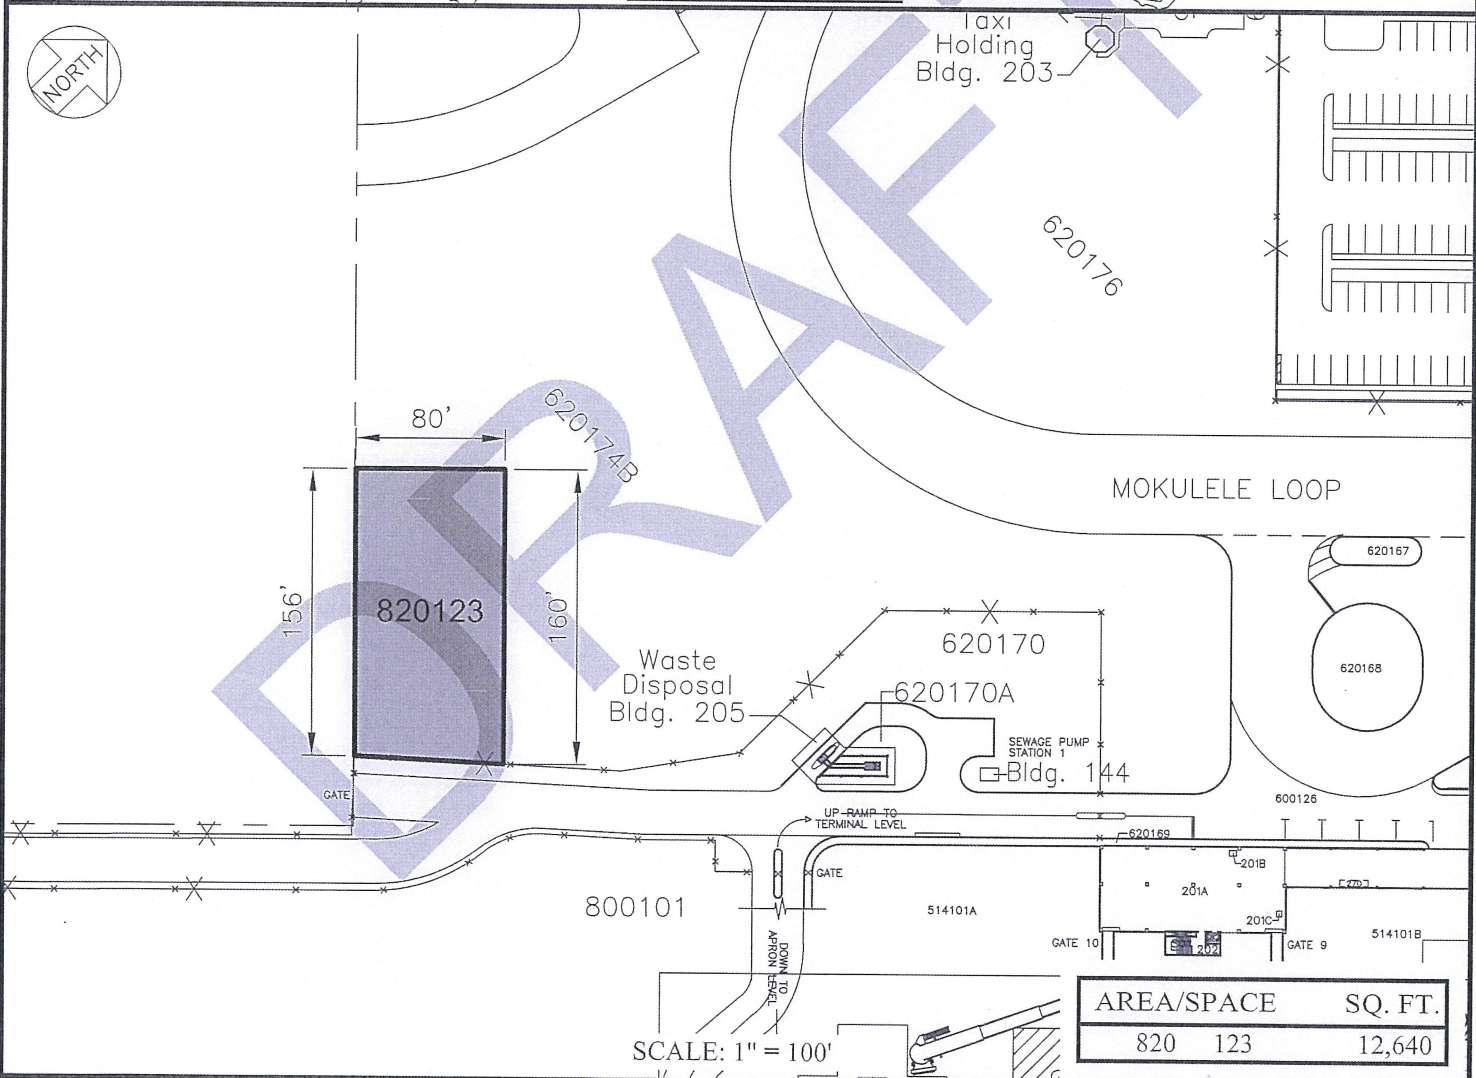 NORTH
Taxi
Holding
Bldg. 203
620176
80'
620174B
MOKULELE LOOP
156'
820123
160'
620167
620170
620168
Waste
Disposal
Bldg. 205
620170A
SEWAGE PUMP
STATION 1
Bldg. 144
GATE
600126
UP RAMP TO
TERMINAL LEVEL
620169
201B
GATE
201A
800101
514101A
201C
514101B
GATE 10
202
GATE 9
DOWN TO
APRON LEVEL
AREA/SPACE SQ. FT.
820 123 12,640
SCALE: 1" = 100'
DRAFT